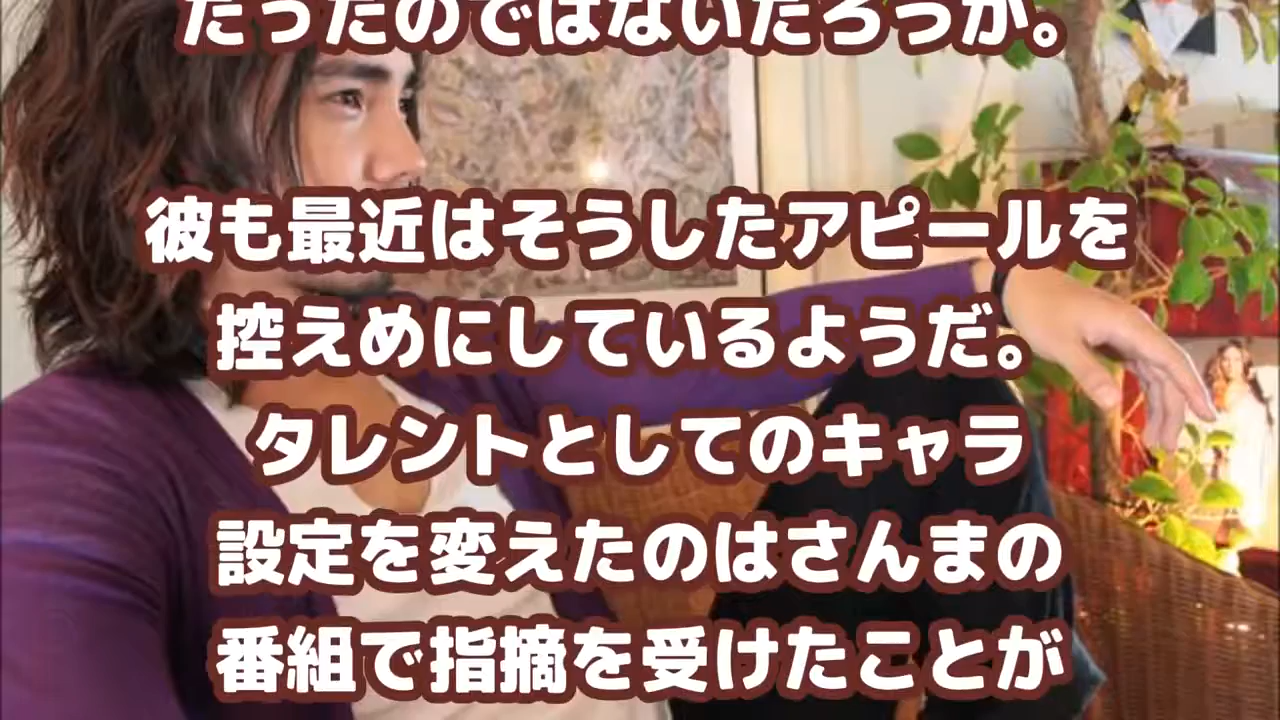 だったのではないだろうか。
彼も最近はそうしたアピールを
控えめにしているようだ。
タレントとしてのキャラ
設定を変えたのはさんまの
番組で指摘を受けたことが